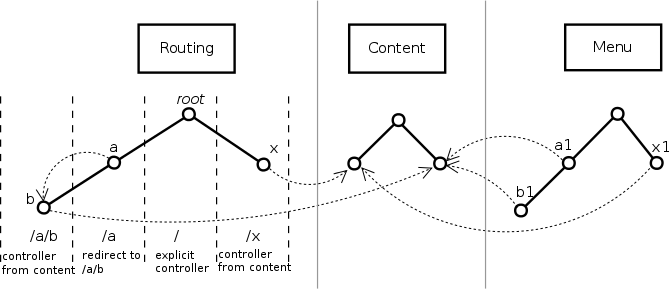 Routing
Content
Menu
root
a
x
b
a1
x1
b1
/a/b
/a
/
/x
controller
from content
redirect to
/a/b
explicit
controller
controller
from content